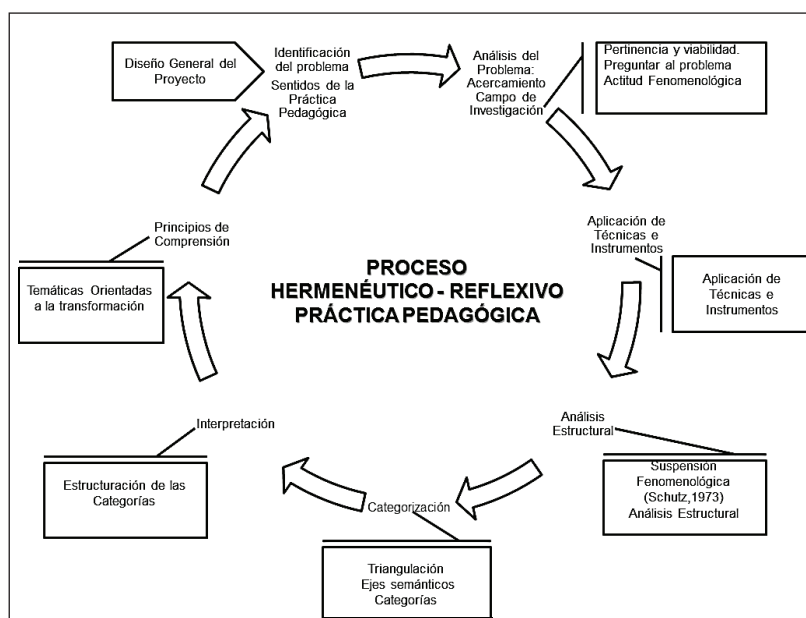 Diseño General del
Proyecto
Identificación
del problema
Sentidos de la
Práctica
Pedagógica
Análisis del
Problema:
Acercamiento
Campo de
Investigación
Pertinencia y viabilidad.
Preguntar al problema
Actitud Fenomenológica
Aplicación de
Técnicas e
Instrumentos
Aplicación de
Técnicas e
Instrumentos
Principios de
Comprensión
Temáticas Orientadas
a la transformación
PROCESO
HERMENÉUTICO - REFLEXIVO
PRÁCTICA PEDAGÓGICA
Análisis
Estructural
Suspensión
Fenomenológica
(Schutz,1973)
Análisis Estructural
Interpretación
Estructuración de las
Categorías
Categorización
Triangulación
Ejes semánticos
Categorías